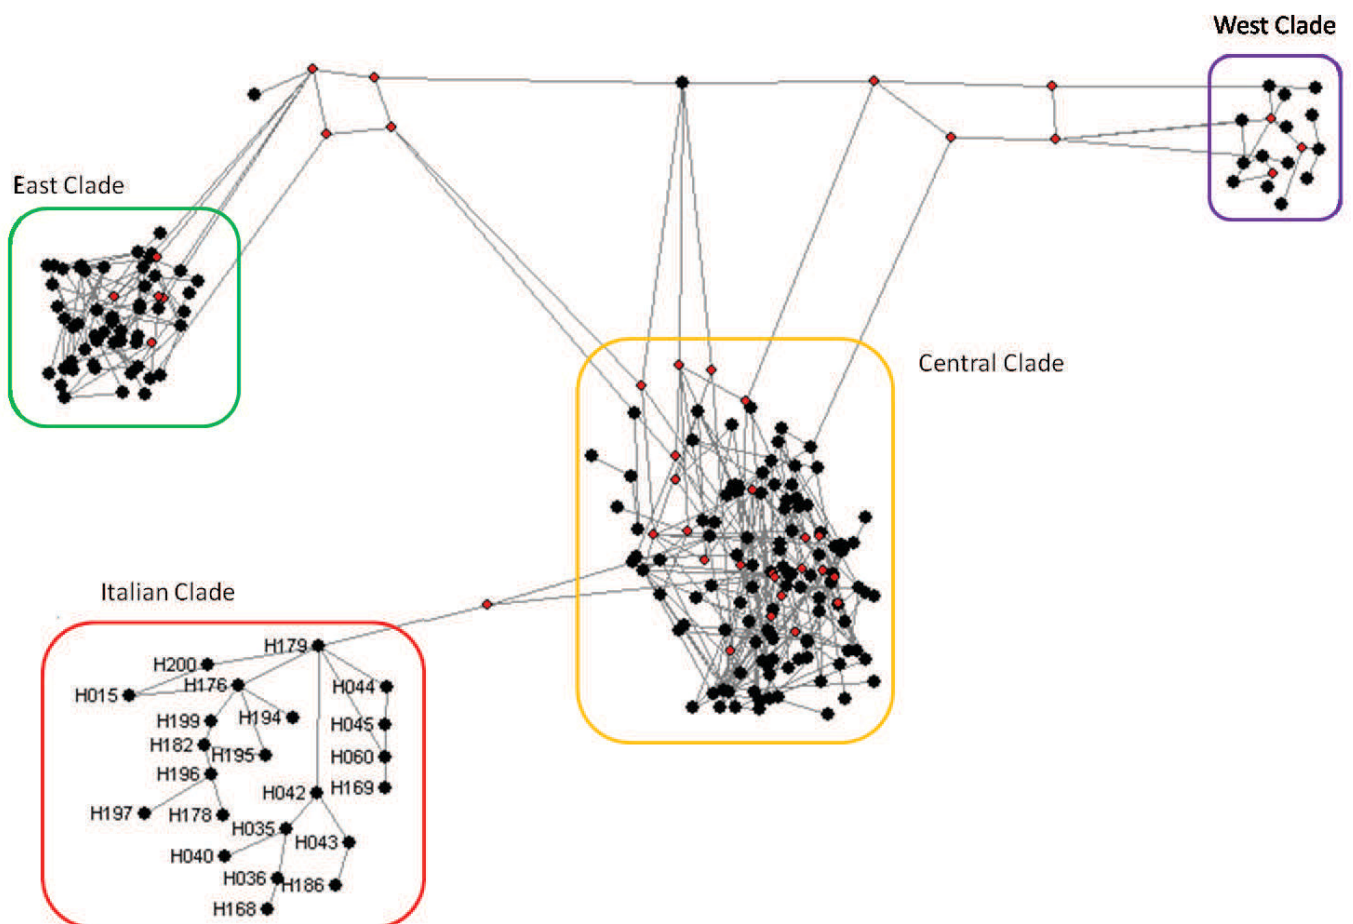 West Clade
East Clade
Central Clade
Italian Clade
H179
H200
H176
H044
H015
H199
H194
H045
H182
H195
H060
H196
H042
H169
H197
H178
H035
H043
H040
H036
H186
H168